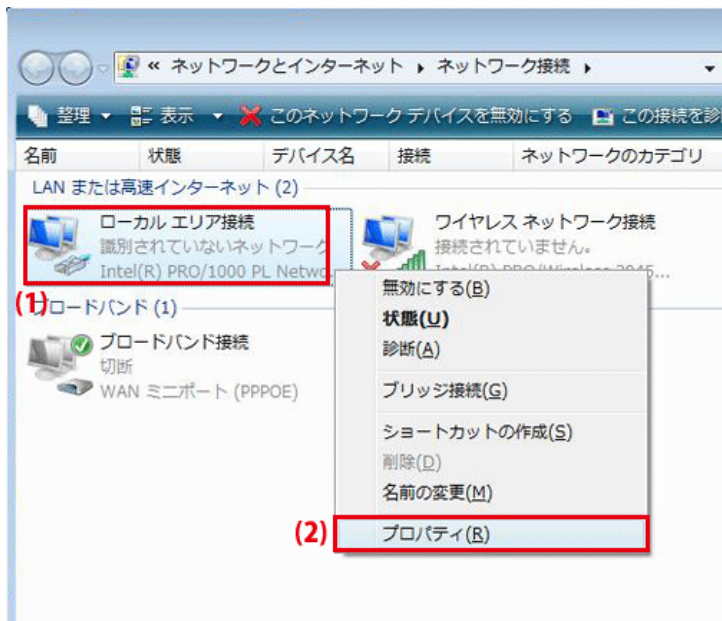 « ネットワークとインターネット ▸ ネットワーク接続 ▸
整理 表示 このネットワーク デバイスを無効にする この接続を診
名前 状態 デバイス名 接続 ネットワークのカテゴリ
LAN または高速インターネット (2)
ローカル エリア接続
識別されていないネットワーク
Intel(R) PRO/1000 PL Netwo...
(1)
ワイヤレス ネットワーク接続
接続されていません。
Intel(R) PRO/Wireless 3945...
無効にする(B)
状態(U)
診断(A)
ブリッジ接続(G)
ショートカットの作成(S)
削除(D)
名前の変更(M)
(2)
プロパティ(R)
ブロードバンド (1)
ブロードバンド接続
切断
WAN ミニポート (PPPOE)